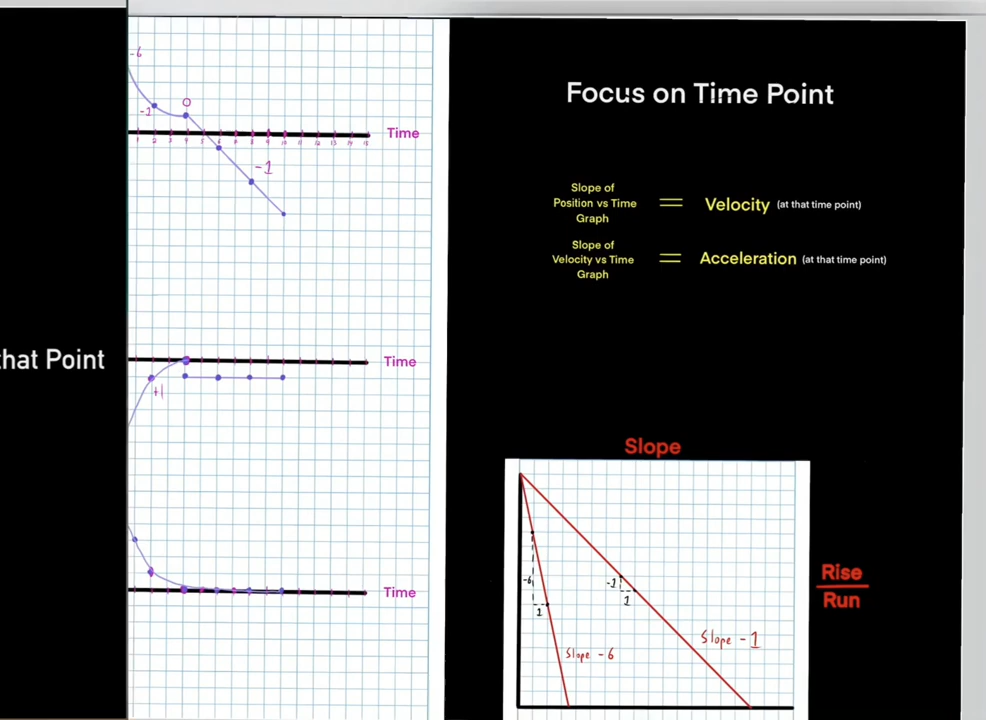 that Point
-6
-1
0
Time
-1
Time
+1
Time
Focus on Time Point
Slope of
Position vs Time
Graph
= Velocity (at that time point)
Slope of
Velocity vs Time
Graph
= Acceleration (at that time point)
Slope
-6
1
-1
1
Slope -6
Slope -1
Rise
Run